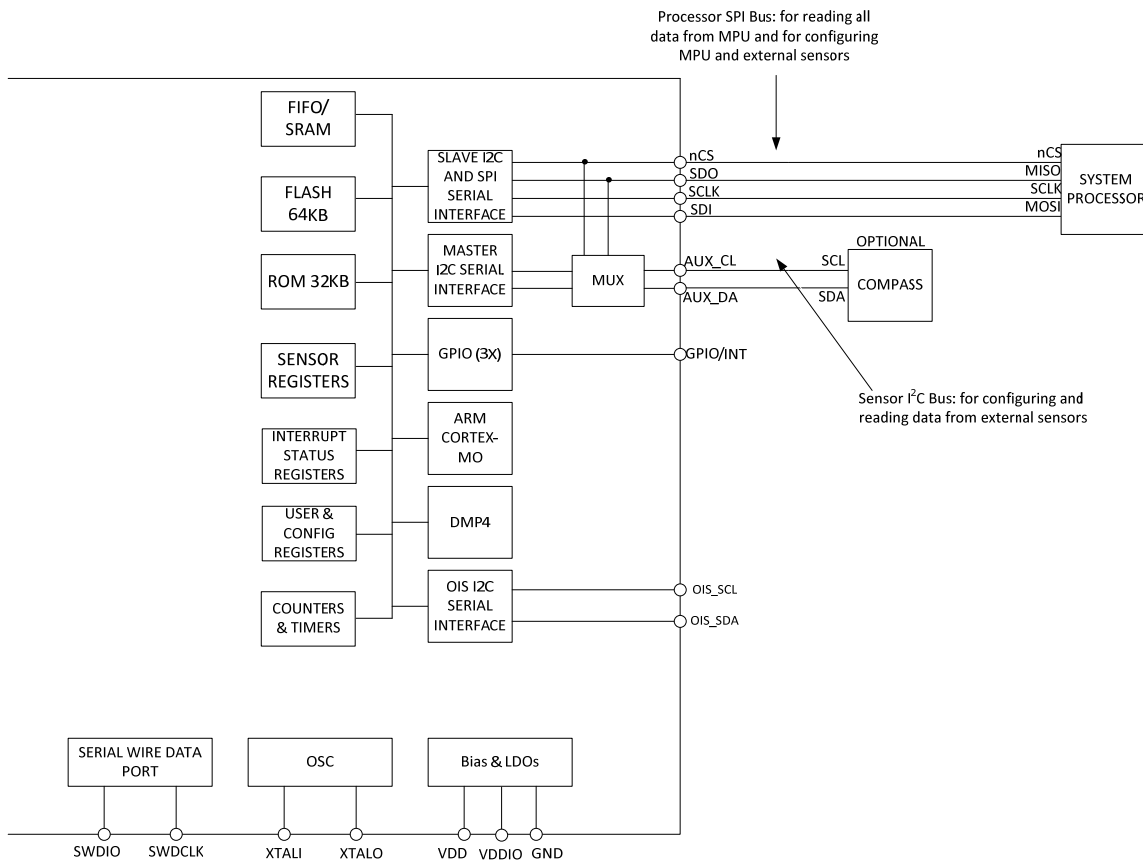 Processor SPI Bus: for reading all
data from MPU and for configuring
MPU and external sensors
FIFO/
SRAM
FLASH
64KB
ROM 32KB
SENSOR
REGISTERS
INTERRUPT
STATUS
REGISTERS
USER &
CONFIG
REGISTERS
COUNTERS
& TIMERS
SLAVE I2C
AND SPI
SERIAL
INTERFACE
MASTER
I2C SERIAL
INTERFACE
GPIO (3X)
ARM
CORTEX-
MO
DMP4
OIS I2C
SERIAL
INTERFACE
MUX
nCS
SDO
SCLK
SDI
AUX_CL
AUX_DA
GPIO/INT
OIS_SCL
OIS_SDA
nCS
MISO
SCLK
MOSI
SYSTEM
PROCESSOR
OPTIONAL
SCL
SDA
COMPASS
Sensor I²C Bus: for configuring and
reading data from external sensors
SERIAL WIRE DATA
PORT
OSC
Bias & LDOs
SWDIO
SWDCLK
XTALI
XTALO
VDD
VDDIO
GND